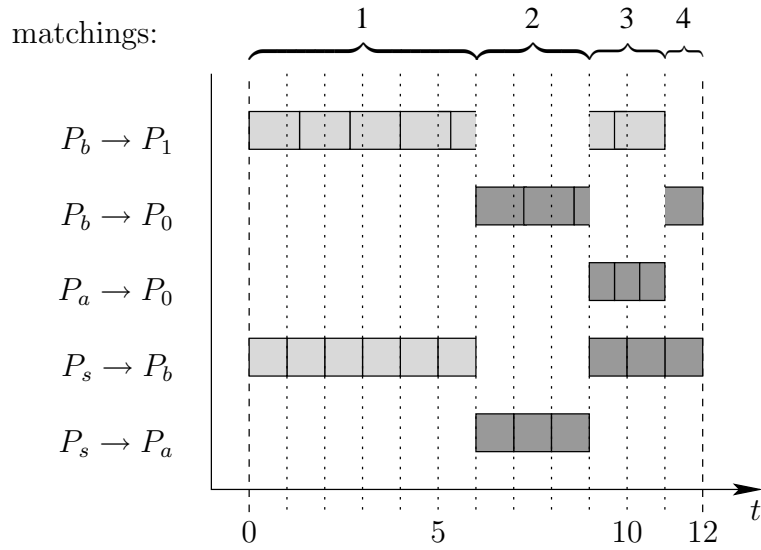 1 2 3 4
matchings:
P_b → P_1
P_b → P_0
P_a → P_0
P_s → P_b
P_s → P_a
t
0 5 10 12